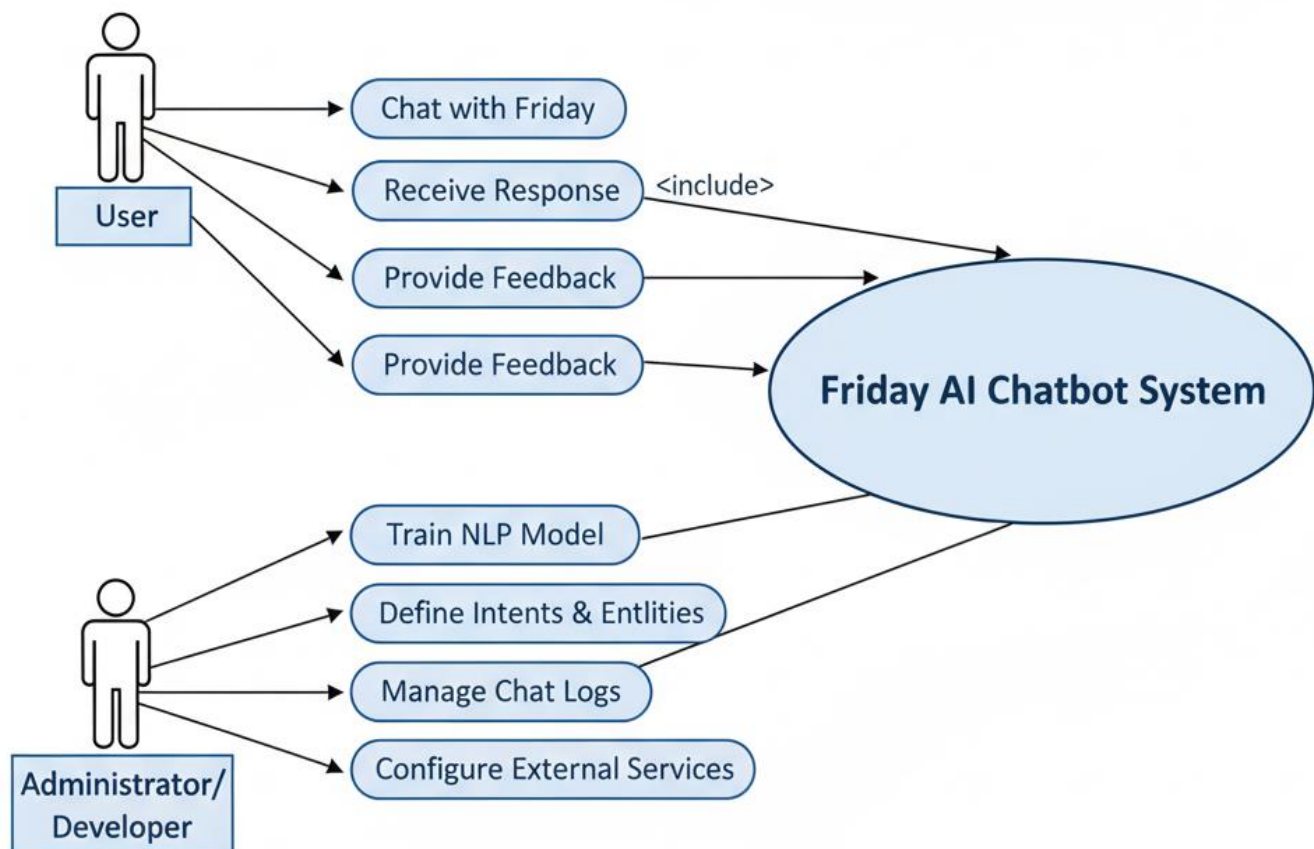 Chat with Friday
Receive Response
<include>
User
Provide Feedback
Provide Feedback
Friday AI Chatbot System
Train NLP Model
Define Intents & Entlities
Manage Chat Logs
Configure External Services
Administrator/
Developer